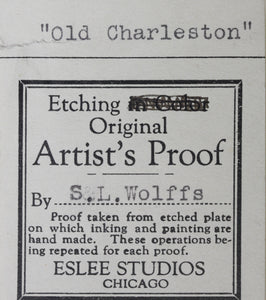 "Old Charleston"
Etching in Color
Original
Artist's Proof
By S.L.Wolffs
Proof taken from etched plate
on which inking and painting are
hand made. These operations be-
ing repeated for each proof.
ESLEE STUDIOS
CHICAGO